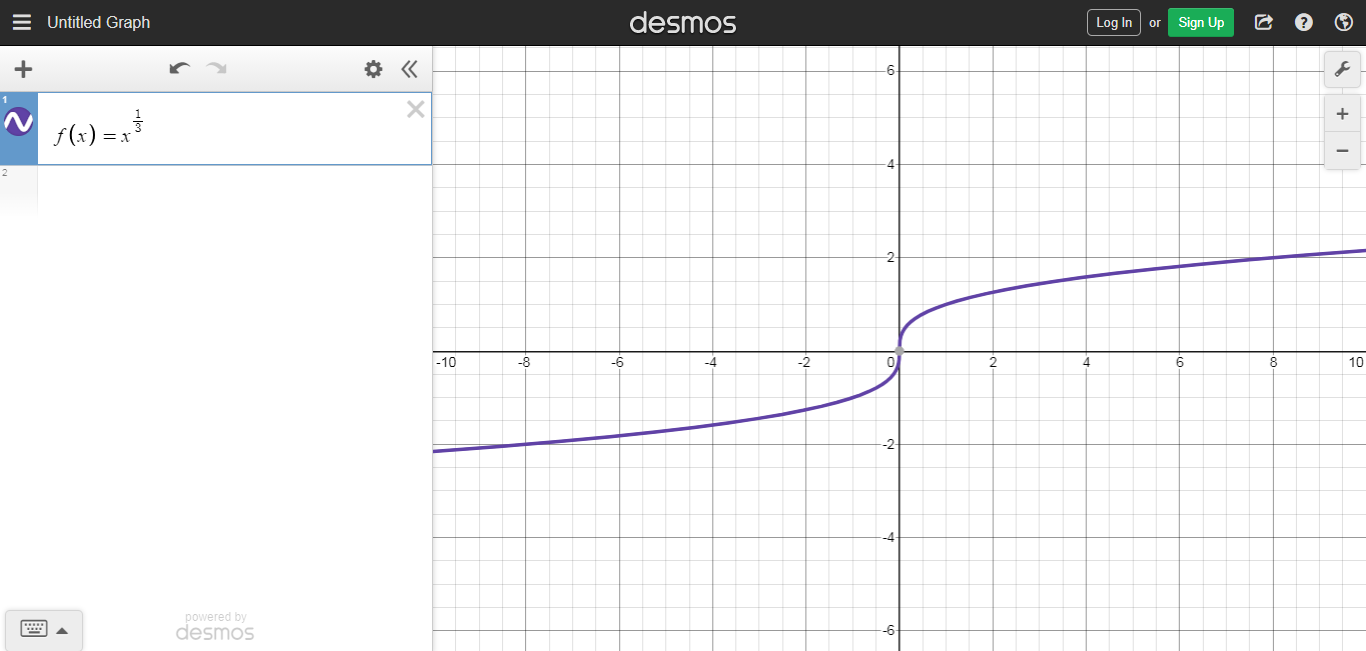 Untitled Graph
desmos
Log In or Sign Up
1
f(x) = x^{\frac{1}{3}}
2
6
4
2
-10 -8 -6 -4 -2 0 2 4 6 8 10
-2
-4
-6
powered by
desmos